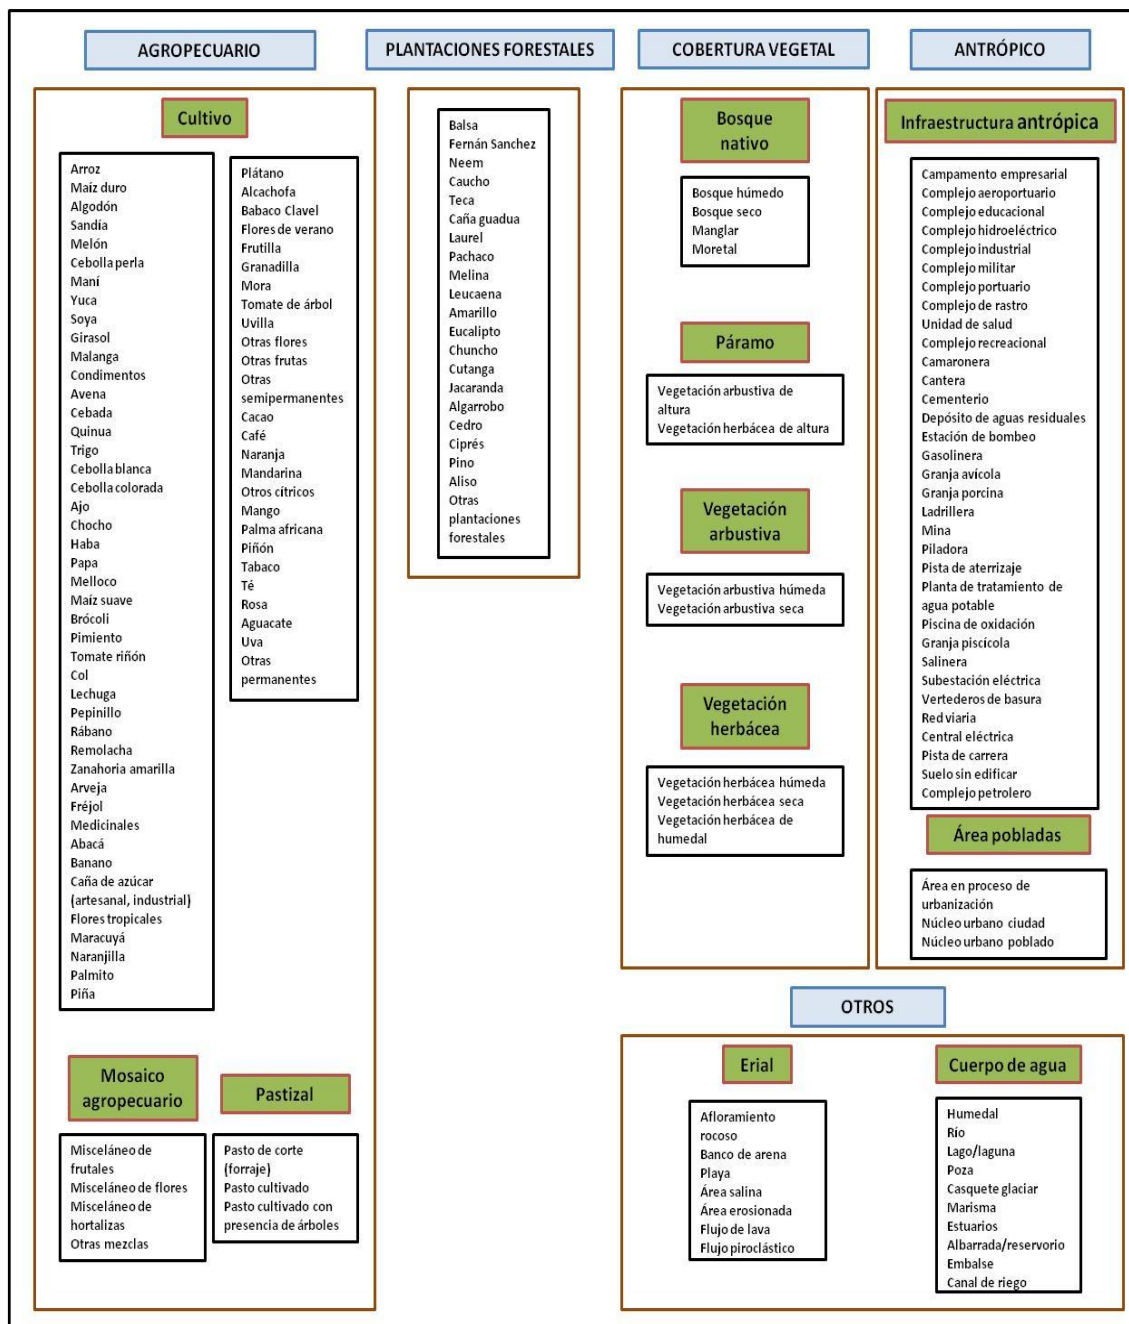 AGROPECUARIO
Cultivo
Arroz
Maíz duro
Algodón
Sandía
Melón
Cebolla perla
Maní
Yuca
Soya
Girasol
Malanga
Condimentos
Avena
Cebada
Quinua
Trigo
Cebolla blanca
Cebolla colorada
Ajo
Chocho
Haba
Papa
Melloco
Maíz suave
Brócoli
Pimiento
Tomate riñón
Col
Lechuga
Pepinillo
Rábano
Remolacha
Zanahoria amarilla
Arveja
Fréjol
Medicinales
Abacá
Banano
Caña de azúcar
(artesanal, industrial)
Flores tropicales
Maracuyá
Naranjilla
Palmito
Piña
Plátano
Alcachofa
Babaco Clavel
Flores de verano
Frutílla
Granadilla
Mora
Tomate de árbol
Uvilla
Otras flores
Otras frutas
Otras
semipermanentes
Cacao
Café
Naranja
Mandarina
Otros cítricos
Mango
Palma africana
Piñón
Tabaco
Té
Rosa
Aguacate
Uva
Otras
permanentes
Mosaico
agropecuario
Misceláneo de
frutales
Misceláneo de flores
Misceláneo de
hortalizas
Otras mezclas
Pastizal
Pasto de corte
(forraje)
Pasto cultivado
Pasto cultivado con
presencia de árboles
PLANTACIONES FORESTALES
Balsa
Fernán Sanchez
Neem
Caucho
Teca
Caña guadua
Laurel
Pachaco
Melina
Leucaena
Amarillo
Eucalipto
Chuncho
Cutanga
Jacaranda
Algarrobo
Cedro
Ciprés
Pino
Aliso
Otras
plantaciones
forestales
COBERTURA VEGETAL
Bosque
nativo
Bosque húmedo
Bosque seco
Manglar
Moretal
Páramo
Vegetación arbustiva de
altura
Vegetación herbácea de altura
Vegetación
arbustiva
Vegetación arbustiva húmeda
Vegetación arbustiva seca
Vegetación
herbácea
Vegetación herbácea húmeda
Vegetación herbácea seca
Vegetación herbácea de
humedal
ANTRÓPICO
Infraestructura antrópica
Campamento empresarial
Complejo aeroportuario
Complejo educacional
Complejo hidroeléctrico
Complejo industrial
Complejo militar
Complejo portuario
Complejo de rastro
Unidad de salud
Complejo recreacional
Camaronera
Cantera
Cementerio
Depósito de aguas residuales
Estación de bombeo
Gasolinera
Granja avícola
Granja porcina
Ladrillera
Mina
Piladora
Pista de aterrizaje
Planta de tratamiento de
agua potable
Piscina de oxidación
Granja piscícola
Salinera
Subestación eléctrica
Vertederos de basura
Red viaria
Central eléctrica
Pista de carrera
Suelo sin edificar
Complejo petrolero
Área pobladas
Área en proceso de
urbanización
Núcleo urbano ciudad
Núcleo urbano poblado
OTROS
Erial
Afloramiento
rocoso
Banco de arena
Playa
Área salina
Área erosionada
Flujo de lava
Flujo piroclástico
Cuerpo de agua
Humedal
Río
Lago/laguna
Poza
Casquete glaciar
Marisma
Estuarios
Albarrada/reservorio
Embalse
Canal de riego